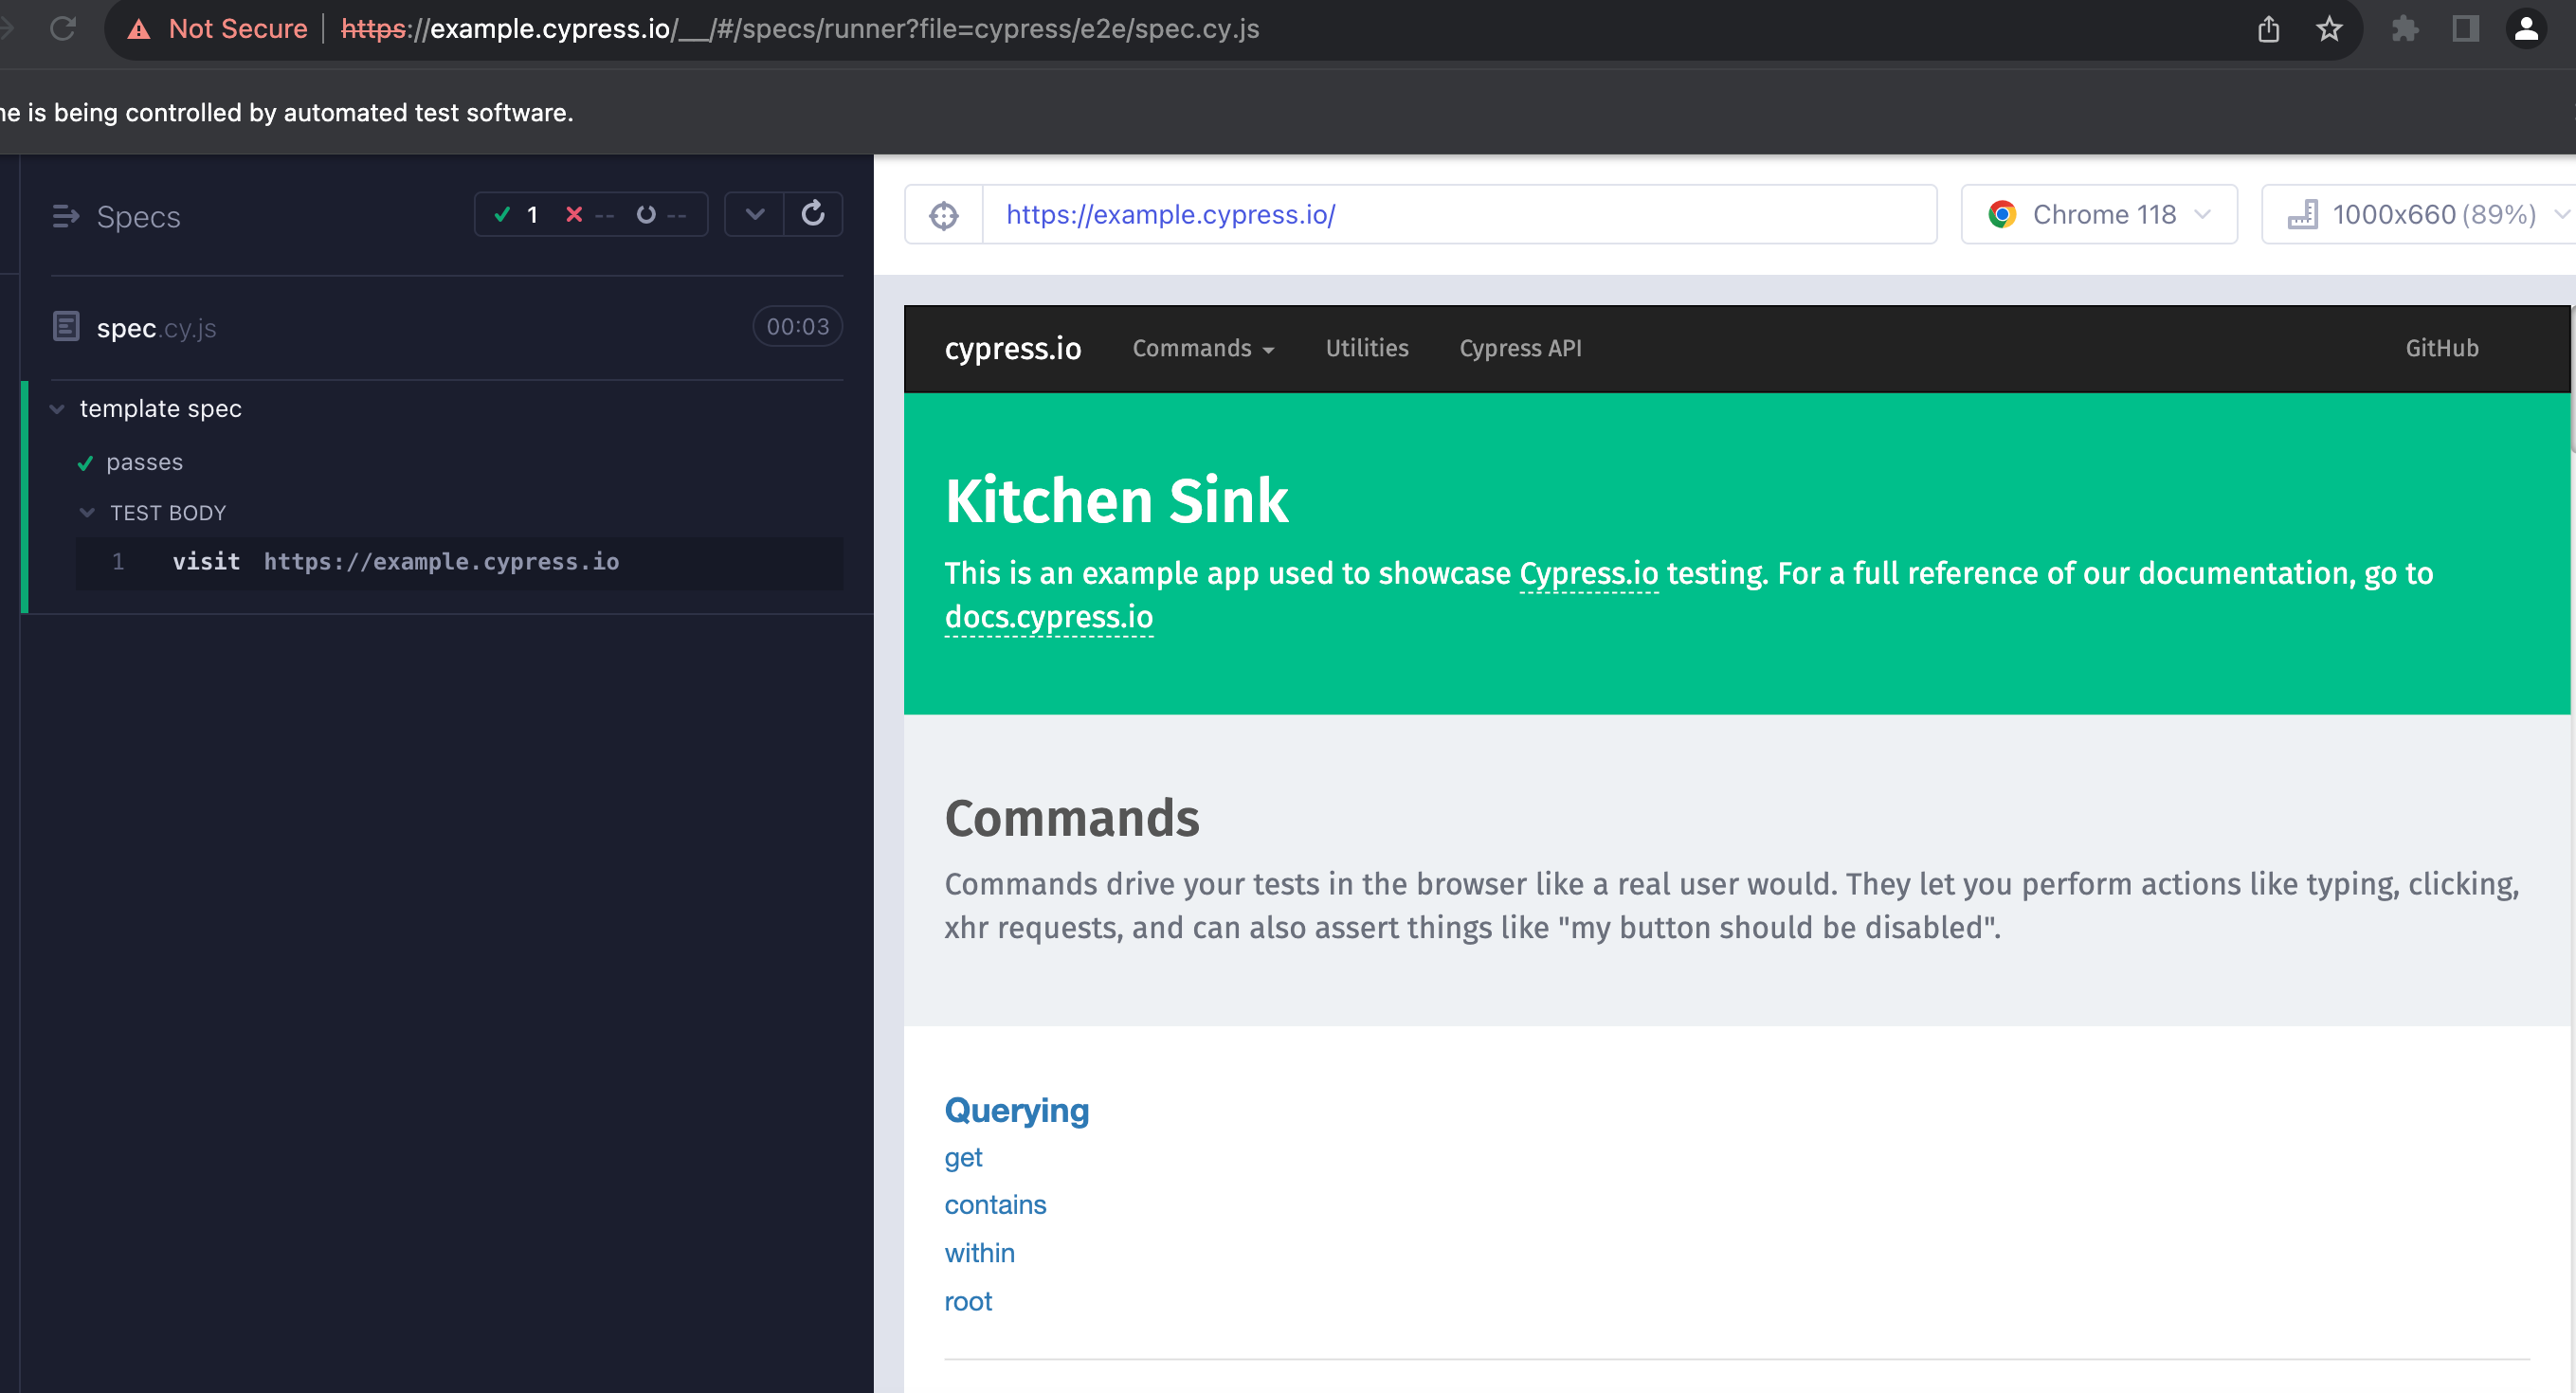 Not Secure https://example.cypress.io/__/#/specs/runner?file=cypress/e2e/spec.cy.js
is being controlled by automated test software.
Specs
1 -- --
https://example.cypress.io/
Chrome 118
1000x660 (89%)
spec.cy.js
00:03
template spec
passes
TEST BODY
1 visit https://example.cypress.io
cypress.io Commands Utilities Cypress API GitHub
Kitchen Sink
This is an example app used to showcase Cypress.io testing. For a full reference of our documentation, go to
docs.cypress.io
Commands
Commands drive your tests in the browser like a real user would. They let you perform actions like typing, clicking,
xhr requests, and can also assert things like "my button should be disabled".
Querying
get
contains
within
root